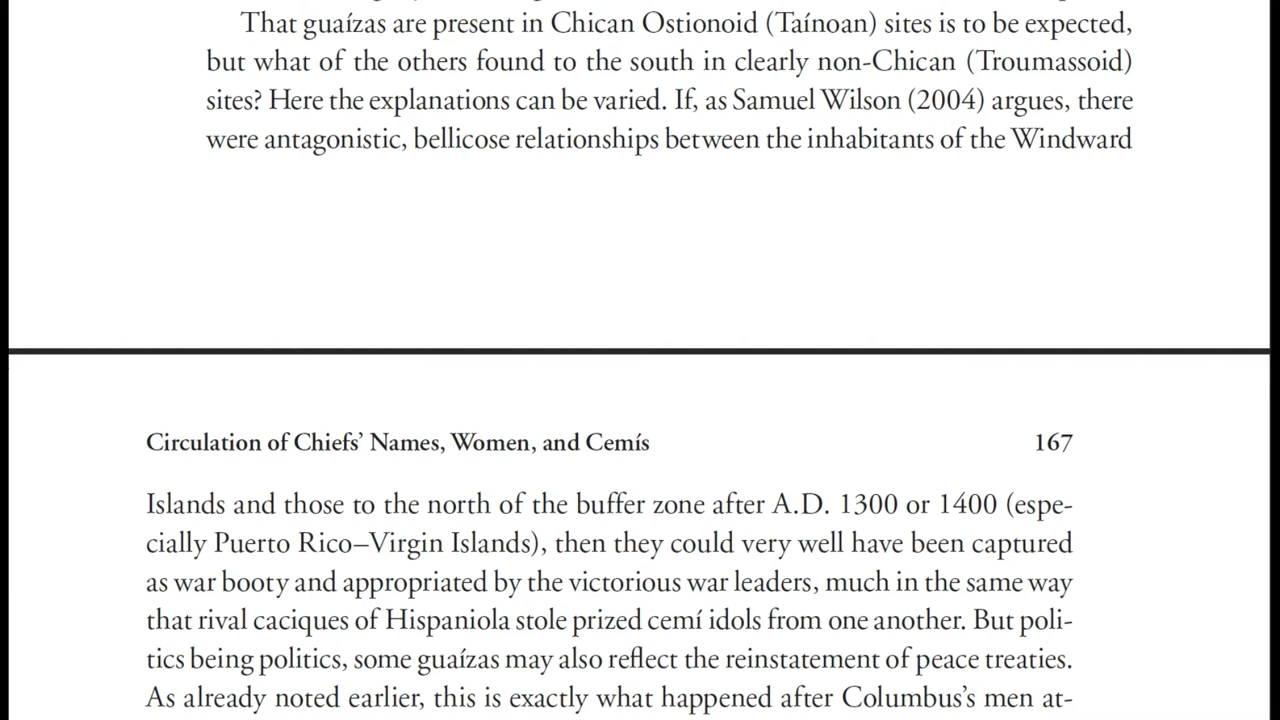 That guaízas are present in Chican Ostionoid (Taínoan) sites is to be expected,
but what of the others found to the south in clearly non-Chican (Troumassoid)
sites? Here the explanations can be varied. If, as Samuel Wilson (2004) argues, there
were antagonistic, bellicose relationships between the inhabitants of the Windward
Circulation of Chiefs’ Names, Women, and Cemís 167
Islands and those to the north of the buffer zone after A.D. 1300 or 1400 (espe-
cially Puerto Rico–Virgin Islands), then they could very well have been captured
as war booty and appropriated by the victorious war leaders, much in the same way
that rival caciques of Hispaniola stole prized cemí idols from one another. But poli-
tics being politics, some guaízas may also reflect the reinstatement of peace treaties.
As already noted earlier, this is exactly what happened after Columbus’s men at-